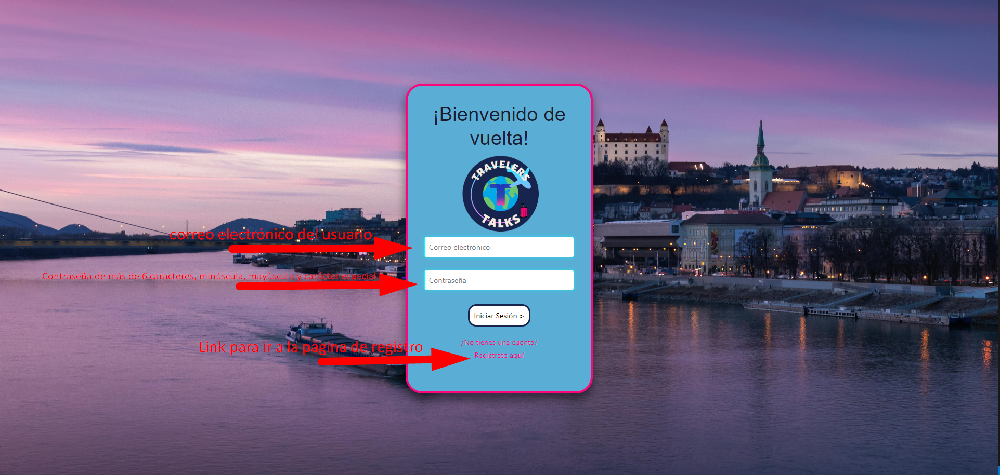 ¡Bienvenido de
vuelta!
TRAVELERS
T
TALKS
correo electrónico del usuario
Correo electrónico
Contraseña de más de 6 caracteres, minúscula, mayúscula y carácter especial
Contraseña
Iniciar Sesión >
¿No tienes una cuenta?
Link para ir a la página de registro
Registrate aquí